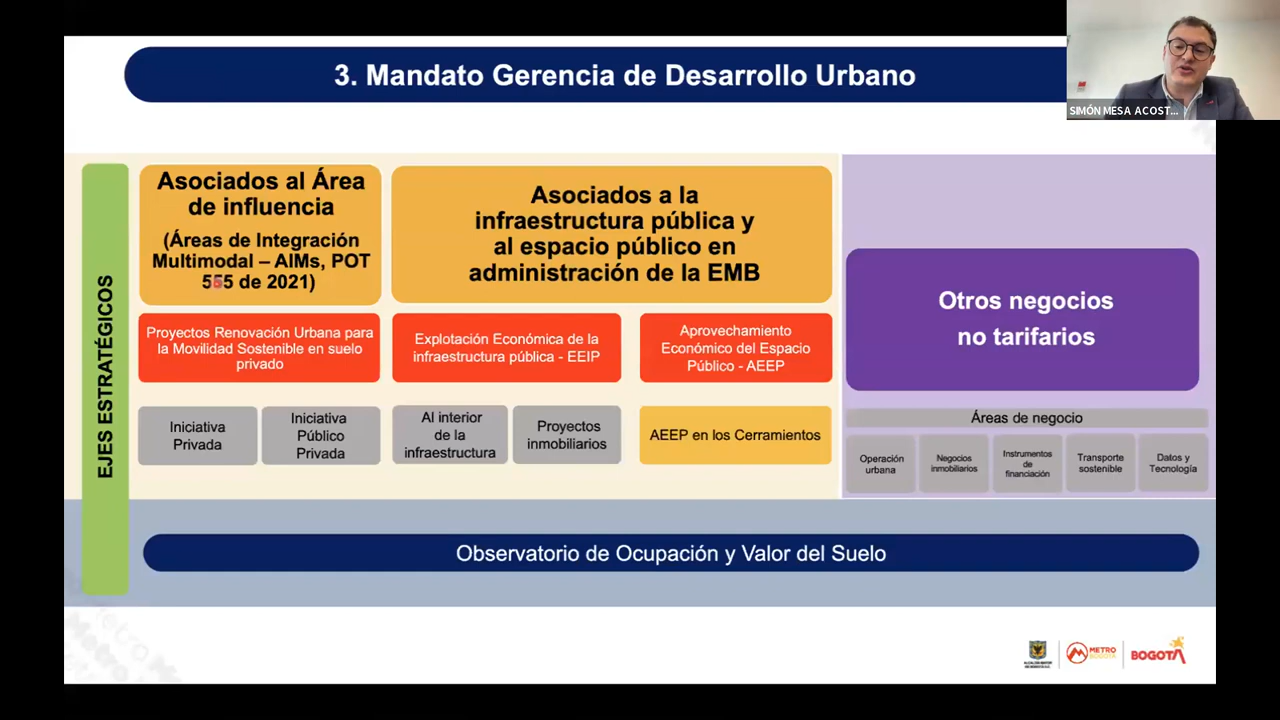 3. Mandato Gerencia de Desarrollo Urbano
SIMÓN MESA ACOST...
EJES ESTRATÉGICOS
Asociados al Área
de influencia
(Áreas de Integración
Multimodal – AIMs, POT
555 de 2021)
Asociados a la
infraestructura pública y
al espacio público en
administración de la EMB
Otros negocios
no tarifarios
Proyectos Renovación Urbana para
la Movilidad Sostenible en suelo
privado
Explotación Económica de la
infraestructura pública - EEIP
Aprovechamiento
Económico del Espacio
Público - AEEP
Iniciativa
Privada
Iniciativa
Público
Privada
Al interior
de la
infraestructura
Proyectos
inmobiliarios
AEEP en los Cerramientos
Áreas de negocio
Operación
urbana
Negocios
inmobiliarios
Instrumentos
de
financiación
Transporte
sostenible
Datos y
Tecnología
Observatorio de Ocupación y Valor del Suelo
METRO
BOGOTÁ
BOGOTÁ